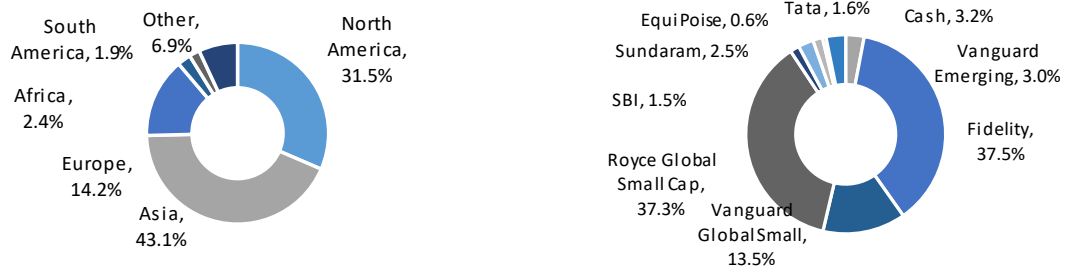 South
America, 1.9%
Other,
6.9%
North
America,
31.5%
Africa,
2.4%
Europe,
14.2%
Asia,
43.1%
Tata, 1.6%
EquiPoise, 0.6%
Cash, 3.2%
Sundaram, 2.5%
Vanguard
Emerging, 3.0%
SBI, 1.5%
Fidelity,
37.5%
Royce Global
Small Cap,
37.3%
Vanguard
Global Small,
13.5%